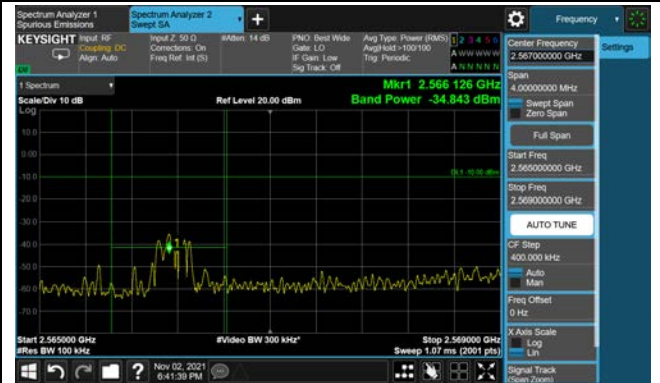 Spectrum Analyzer 1
Spurious Emissions
Spectrum Analyzer 2
Swept SA
+
Frequency
KEYSIGHT
Input: RF
Coupling: DC
Align: Auto
Input Z: 50 Ω
Corrections: On
Freq Ref: Int (S)
#Atten: 14 dB
PNO: Best Wide
Gate: LO
IF Gain: Low
Sig Track: Off
Avg Type: Power (RMS)
Avg|Hold:>100/100
Trig: Periodic
1 2 3 4 5 6
A W W W W W
A N N N N N
1 Spectrum
Scale/Div 10 dB
Log
Ref Level 20.00 dBm
Mkr1 2.566 126 GHz
Band Power -34.843 dBm
10.0
0.00
-10.0
-20.0
-30.0
-40.0
-50.0
-60.0
-70.0
DL1 -10.00 dBm
Start 2.565000 GHz
#Res BW 100 kHz
#Video BW 300 kHz*
Stop 2.569000 GHz
Sweep 1.07 ms (2001 pts)
Nov 02, 2021
6:41:39 PM
Center Frequency
2.567000000 GHz
Settings
Span
4.00000000 MHz
Swept Span
Zero Span
Full Span
Start Freq
2.565000000 GHz
Stop Freq
2.569000000 GHz
AUTO TUNE
CF Step
400.000 kHz
Auto
Man
Freq Offset
0 Hz
X Axis Scale
Log
Lin
Signal Track
(Span Zoom)